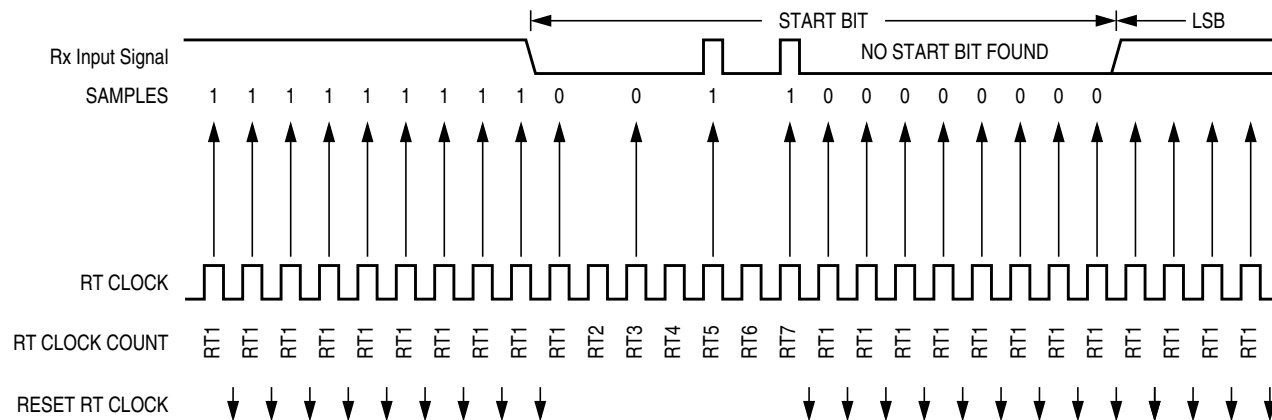 START BIT LSB
Rx Input Signal NO START BIT FOUND
SAMPLES 1 1 1 1 1 1 1 1 1 0 0 1 1 0 0 0 0 0 0 0 0
RT CLOCK
RT CLOCK COUNT RT1 RT1 RT1 RT1 RT1 RT1 RT1 RT1 RT1 RT1 RT2 RT3 RT4 RT5 RT6 RT7 RT1 RT1 RT1 RT1 RT1 RT1 RT1 RT1 RT1 RT1 RT1 RT1
RESET RT CLOCK